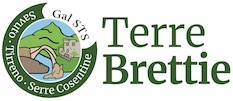 Gal STS
Savuto · Tirreno · Serre Cosentine
Terre
Brettie